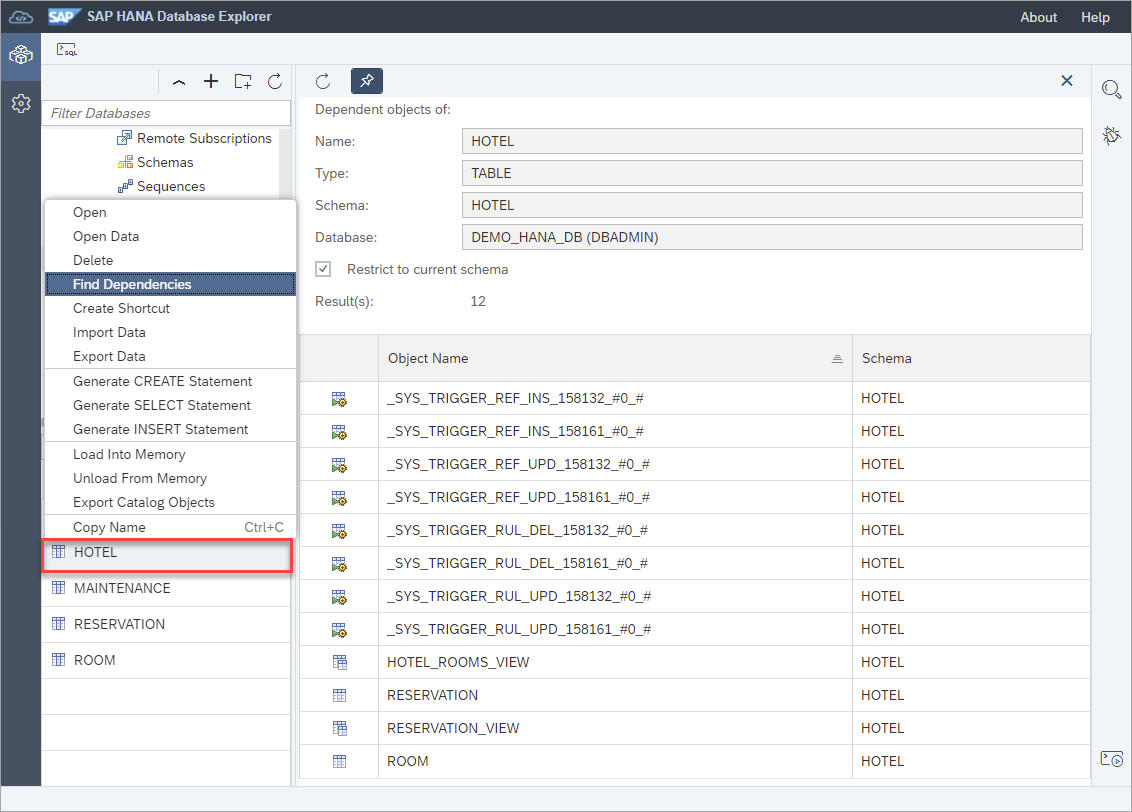 SAP SAP HANA Database Explorer About Help
SQL
Filter Databases
Remote Subscriptions
Schemas
Sequences
Open
Open Data
Delete
Find Dependencies
Create Shortcut
Import Data
Export Data
Generate CREATE Statement
Generate SELECT Statement
Generate INSERT Statement
Load Into Memory
Unload From Memory
Export Catalog Objects
Copy Name Ctrl+C
HOTEL
MAINTENANCE
RESERVATION
ROOM
Dependent objects of:
Name: HOTEL
Type: TABLE
Schema: HOTEL
Database: DEMO_HANA_DB (DBADMIN)
Restrict to current schema
Result(s): 12
Object Name Schema
_SYS_TRIGGER_REF_INS_158132_#0_# HOTEL
_SYS_TRIGGER_REF_INS_158161_#0_# HOTEL
_SYS_TRIGGER_REF_UPD_158132_#0_# HOTEL
_SYS_TRIGGER_REF_UPD_158161_#0_# HOTEL
_SYS_TRIGGER_RUL_DEL_158132_#0_# HOTEL
_SYS_TRIGGER_RUL_DEL_158161_#0_# HOTEL
_SYS_TRIGGER_RUL_UPD_158132_#0_# HOTEL
_SYS_TRIGGER_RUL_UPD_158161_#0_# HOTEL
HOTEL_ROOMS_VIEW HOTEL
RESERVATION HOTEL
RESERVATION_VIEW HOTEL
ROOM HOTEL